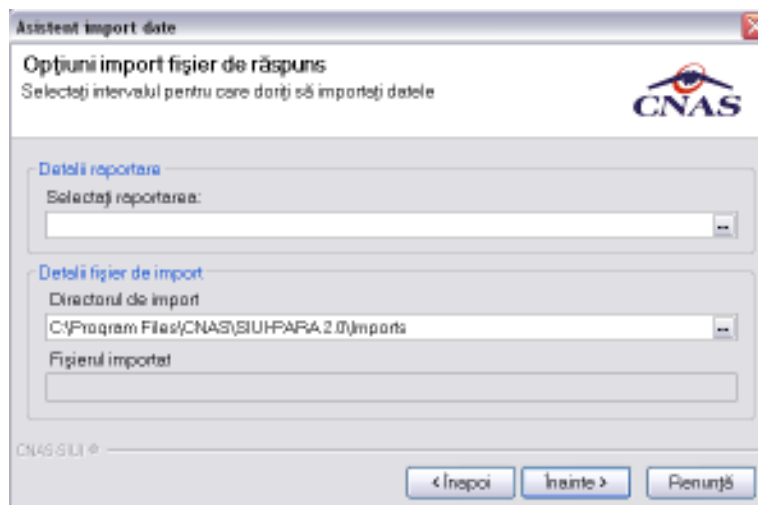 Asistent import date
Opțiuni import fișier de răspuns
Selectați intervalul pentru care doriți să importați datele
CNAS
Detalii raportare
Selectați raportarea:
...
Detalii fișier de import
Directorul de import
C:\Program Files\CNAS\SIUI-PARA 2.0\Imports
...
Fișierul importat
CNAS-SIUI ©
< Înapoi
Înainte >
Renunță